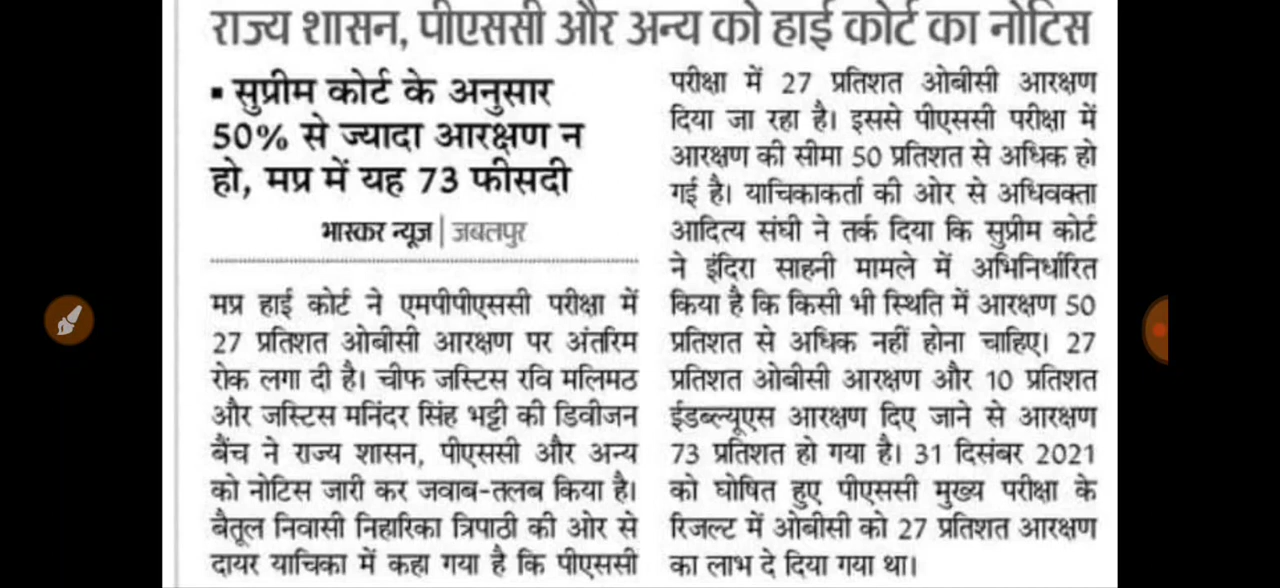 राज्य शासन, पीएससी और अन्य को हाई कोर्ट का नोटिस
▪ सुप्रीम कोर्ट के अनुसार
50% से ज्यादा आरक्षण न
हो, मप्र में यह 73 फीसदी
भास्कर न्यूज | जबलपुर
मप्र हाई कोर्ट ने एमपीपीएससी परीक्षा में
27 प्रतिशत ओबीसी आरक्षण पर अंतरिम
रोक लगा दी है। चीफ जस्टिस रवि मलिमठ
और जस्टिस मनिंदर सिंह भट्टी की डिवीजन
बैंच ने राज्य शासन, पीएससी और अन्य
को नोटिस जारी कर जवाब-तलब किया है।
बैतूल निवासी निहारिका त्रिपाठी की ओर से
दायर याचिका में कहा गया है कि पीएससी
परीक्षा में 27 प्रतिशत ओबीसी आरक्षण
दिया जा रहा है। इससे पीएससी परीक्षा में
आरक्षण की सीमा 50 प्रतिशत से अधिक हो
गई है। याचिकाकर्ता की ओर से अधिवक्ता
आदित्य संघी ने तर्क दिया कि सुप्रीम कोर्ट
ने इंदिरा साहनी मामले में अभिनिर्धारित
किया है कि किसी भी स्थिति में आरक्षण 50
प्रतिशत से अधिक नहीं होना चाहिए। 27
प्रतिशत ओबीसी आरक्षण और 10 प्रतिशत
ईडब्ल्यूएस आरक्षण दिए जाने से आरक्षण
73 प्रतिशत हो गया है। 31 दिसंबर 2021
को घोषित हुए पीएससी मुख्य परीक्षा के
रिजल्ट में ओबीसी को 27 प्रतिशत आरक्षण
का लाभ दे दिया गया था।